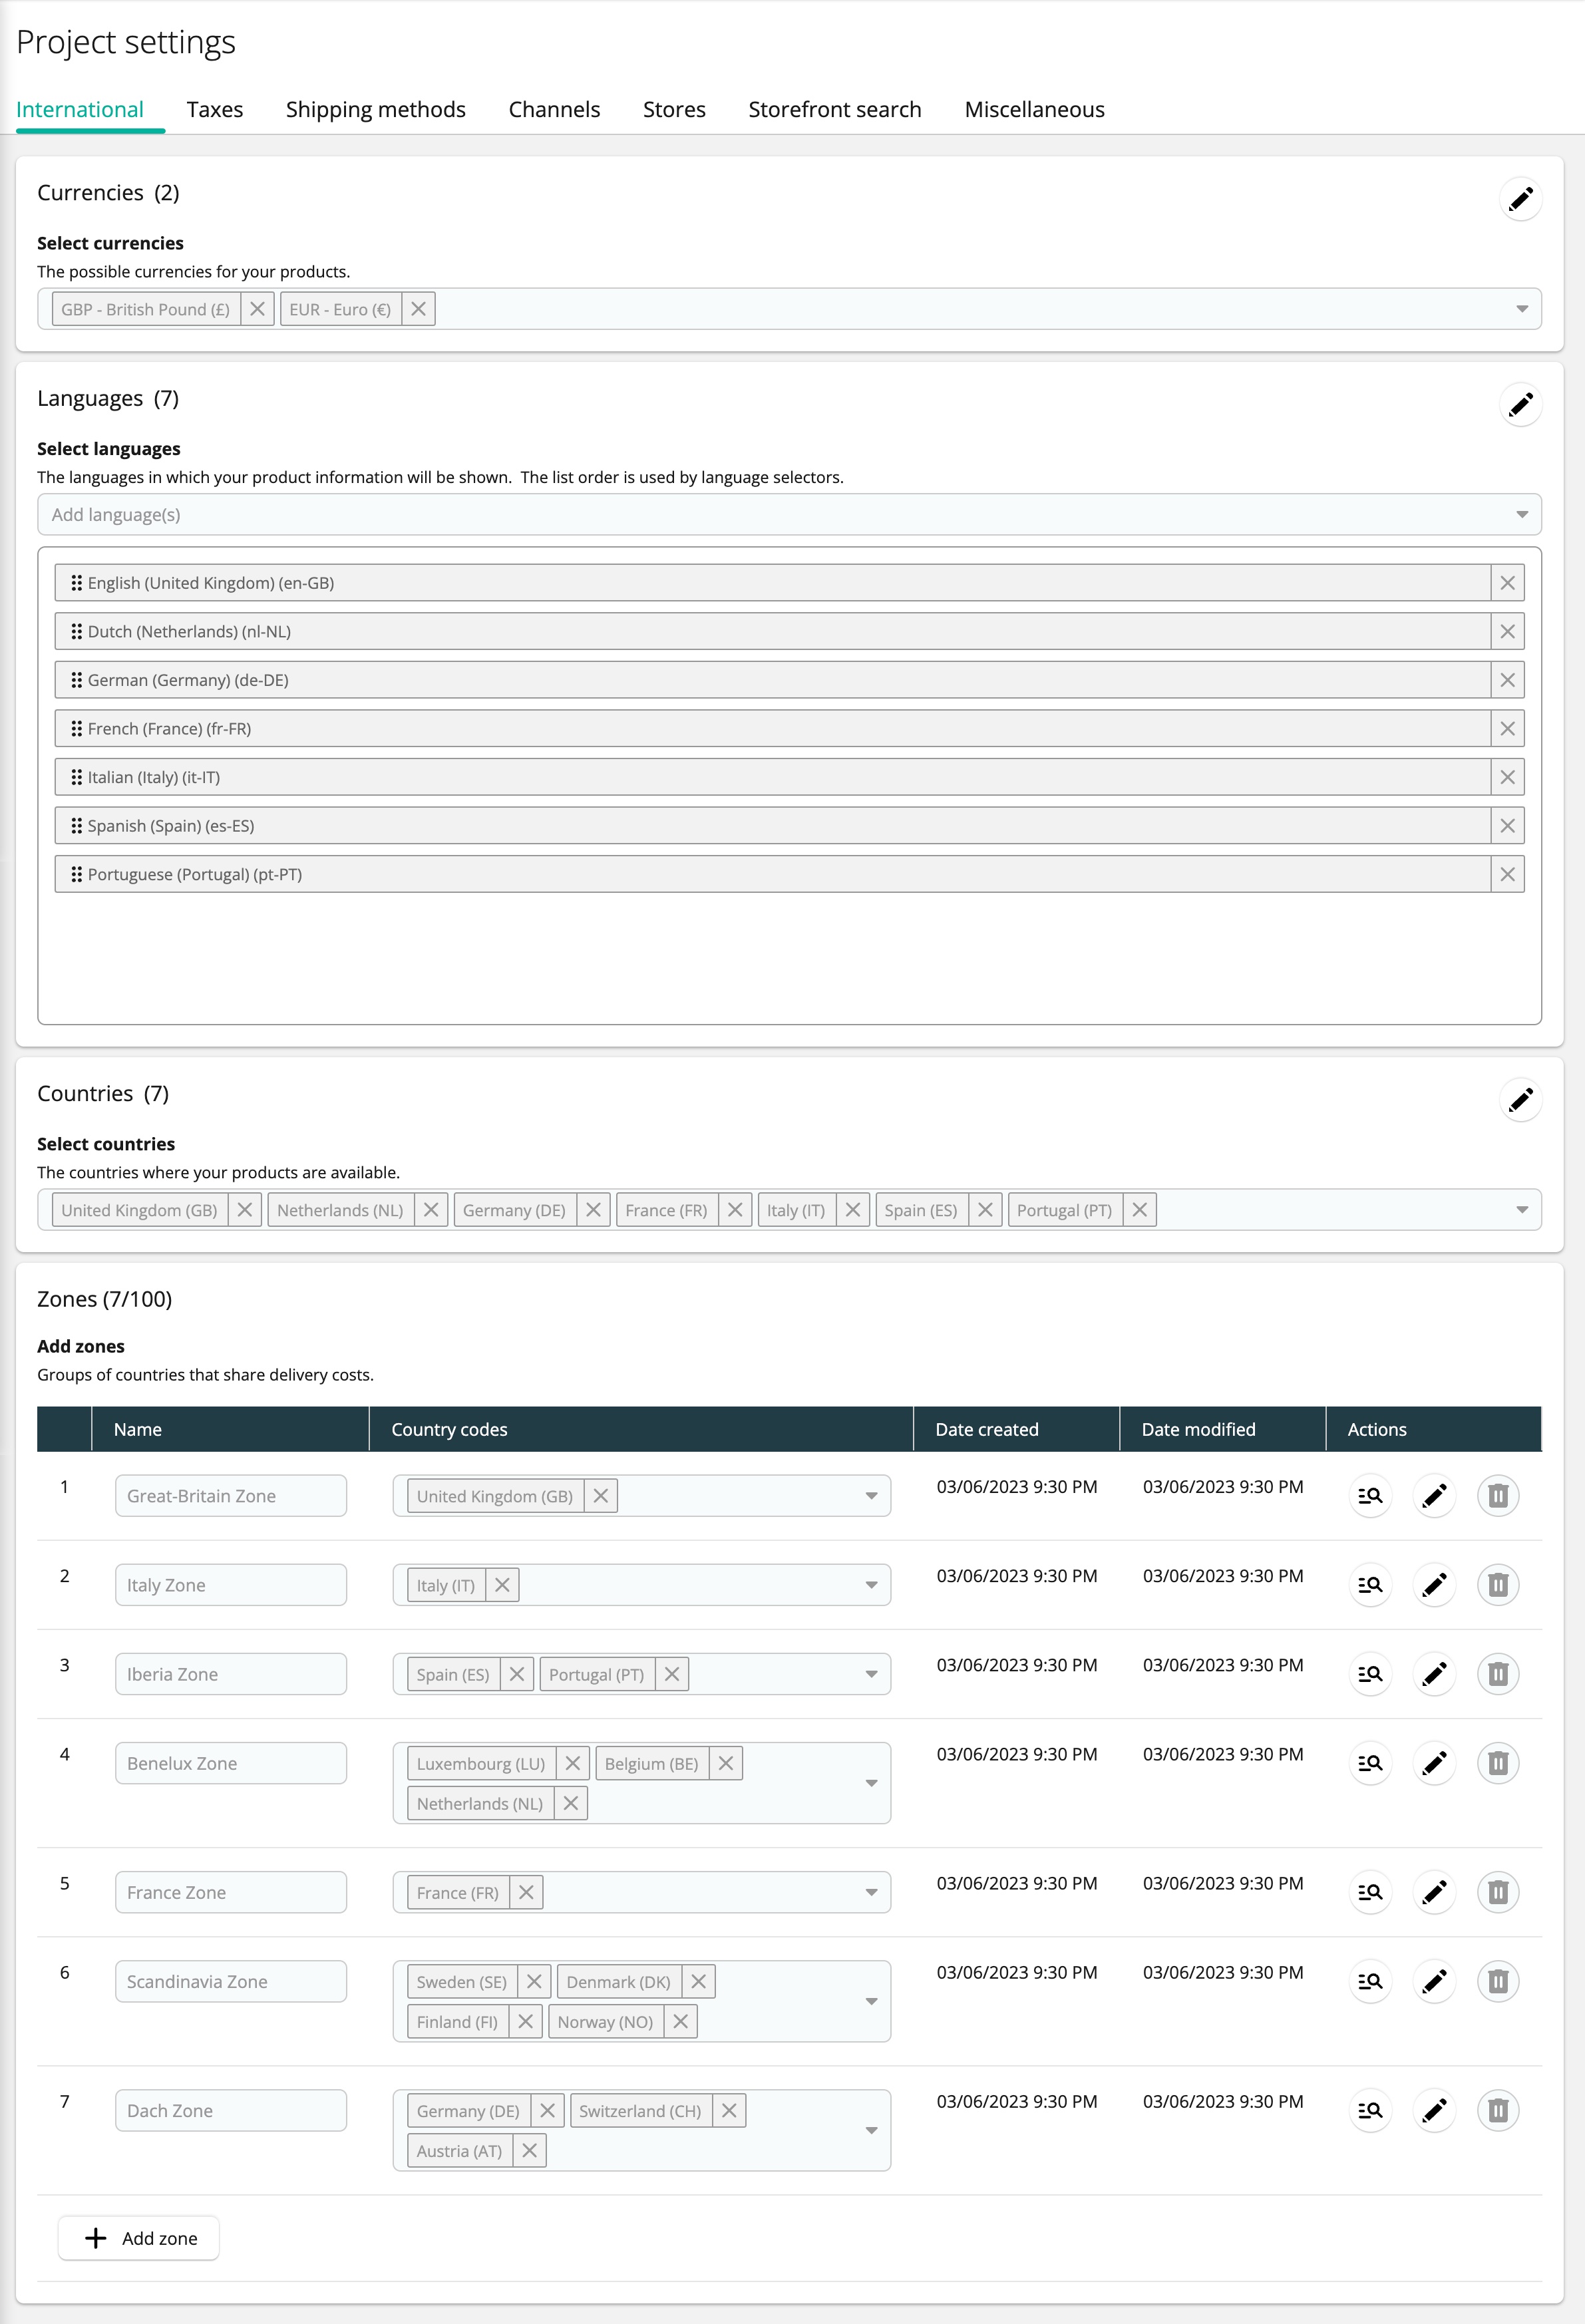 Project settings
International Taxes Shipping methods Channels Stores Storefront search Miscellaneous
Currencies (2)
Select currencies
The possible currencies for your products.
GBP - British Pound (£) EUR - Euro (€)
Languages (7)
Select languages
The languages in which your product information will be shown. The list order is used by language selectors.
Add language(s)
English (United Kingdom) (en-GB)
Dutch (Netherlands) (nl-NL)
German (Germany) (de-DE)
French (France) (fr-FR)
Italian (Italy) (it-IT)
Spanish (Spain) (es-ES)
Portuguese (Portugal) (pt-PT)
Countries (7)
Select countries
The countries where your products are available.
United Kingdom (GB) Netherlands (NL) Germany (DE) France (FR) Italy (IT) Spain (ES) Portugal (PT)
Zones (7/100)
Add zones
Groups of countries that share delivery costs.
Name Country codes Date created Date modified Actions
1 Great-Britain Zone United Kingdom (GB) 03/06/2023 9:30 PM 03/06/2023 9:30 PM
2 Italy Zone Italy (IT) 03/06/2023 9:30 PM 03/06/2023 9:30 PM
3 Iberia Zone Spain (ES) Portugal (PT) 03/06/2023 9:30 PM 03/06/2023 9:30 PM
4 Benelux Zone Luxembourg (LU) Belgium (BE) 03/06/2023 9:30 PM 03/06/2023 9:30 PM
Netherlands (NL)
5 France Zone France (FR) 03/06/2023 9:30 PM 03/06/2023 9:30 PM
6 Scandinavia Zone Sweden (SE) Denmark (DK) 03/06/2023 9:30 PM 03/06/2023 9:30 PM
Finland (FI) Norway (NO)
7 Dach Zone Germany (DE) Switzerland (CH) 03/06/2023 9:30 PM 03/06/2023 9:30 PM
Austria (AT)
Add zone